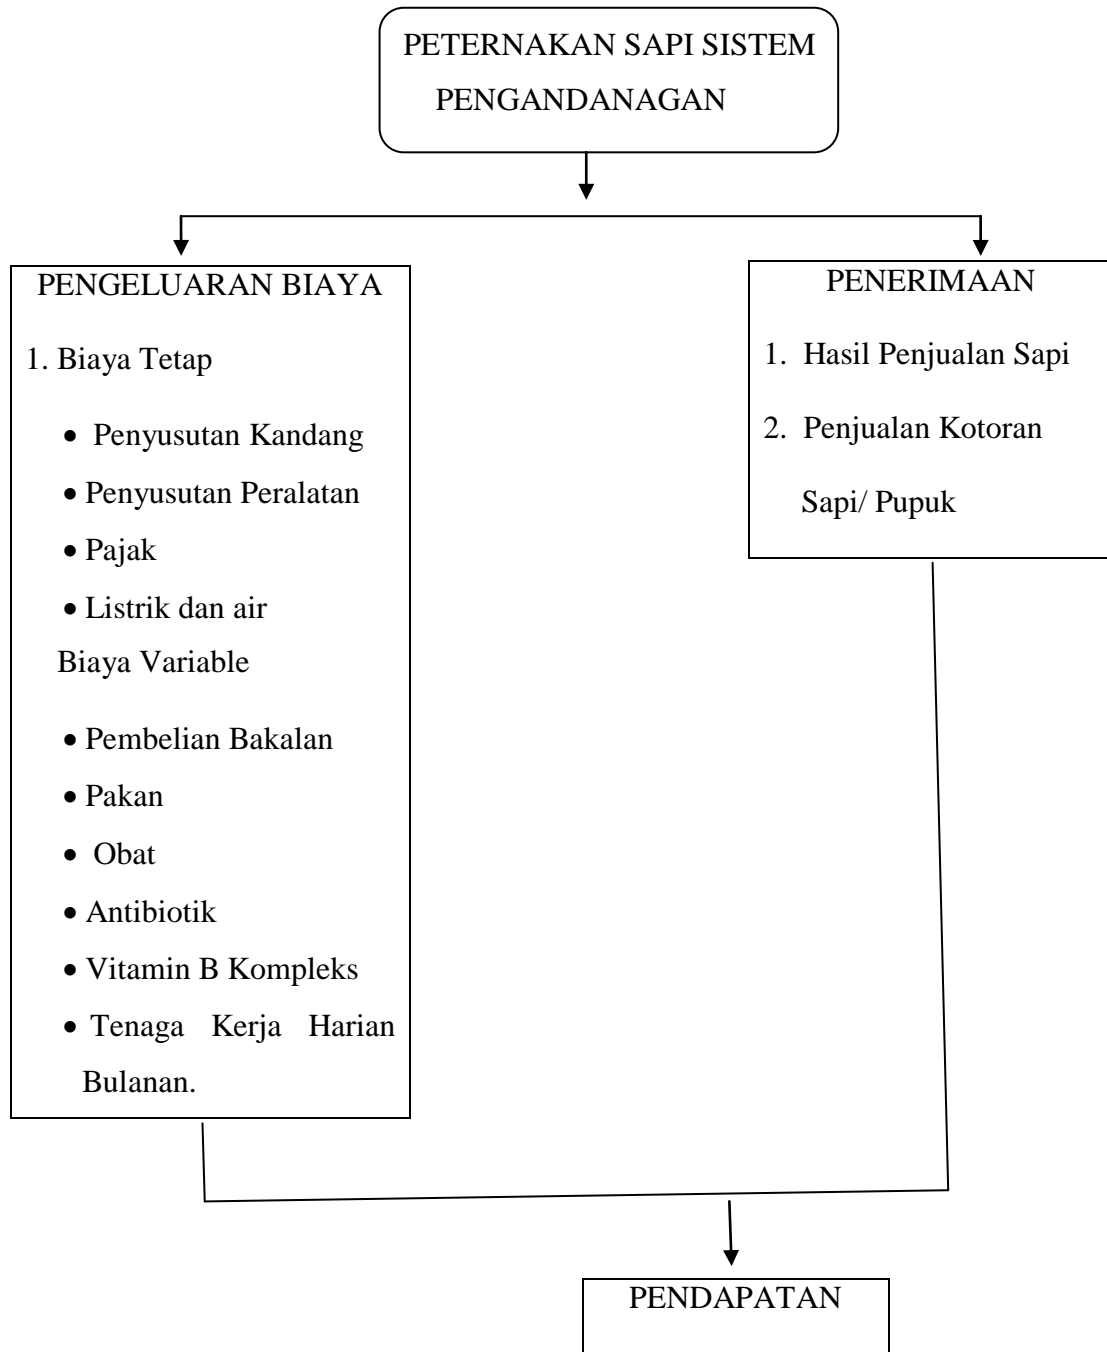 PETERNAKAN SAPI SISTEM
PENGANDANAGAN
PENGELUARAN BIAYA
1. Biaya Tetap
• Penyusutan Kandang
• Penyusutan Peralatan
• Pajak
• Listrik dan air
Biaya Variable
• Pembelian Bakalan
• Pakan
• Obat
• Antibiotik
• Vitamin B Kompleks
• Tenaga Kerja Harian
Bulanan.
PENERIMAAN
1. Hasil Penjualan Sapi
2. Penjualan Kotoran
Sapi/ Pupuk
PENDAPATAN